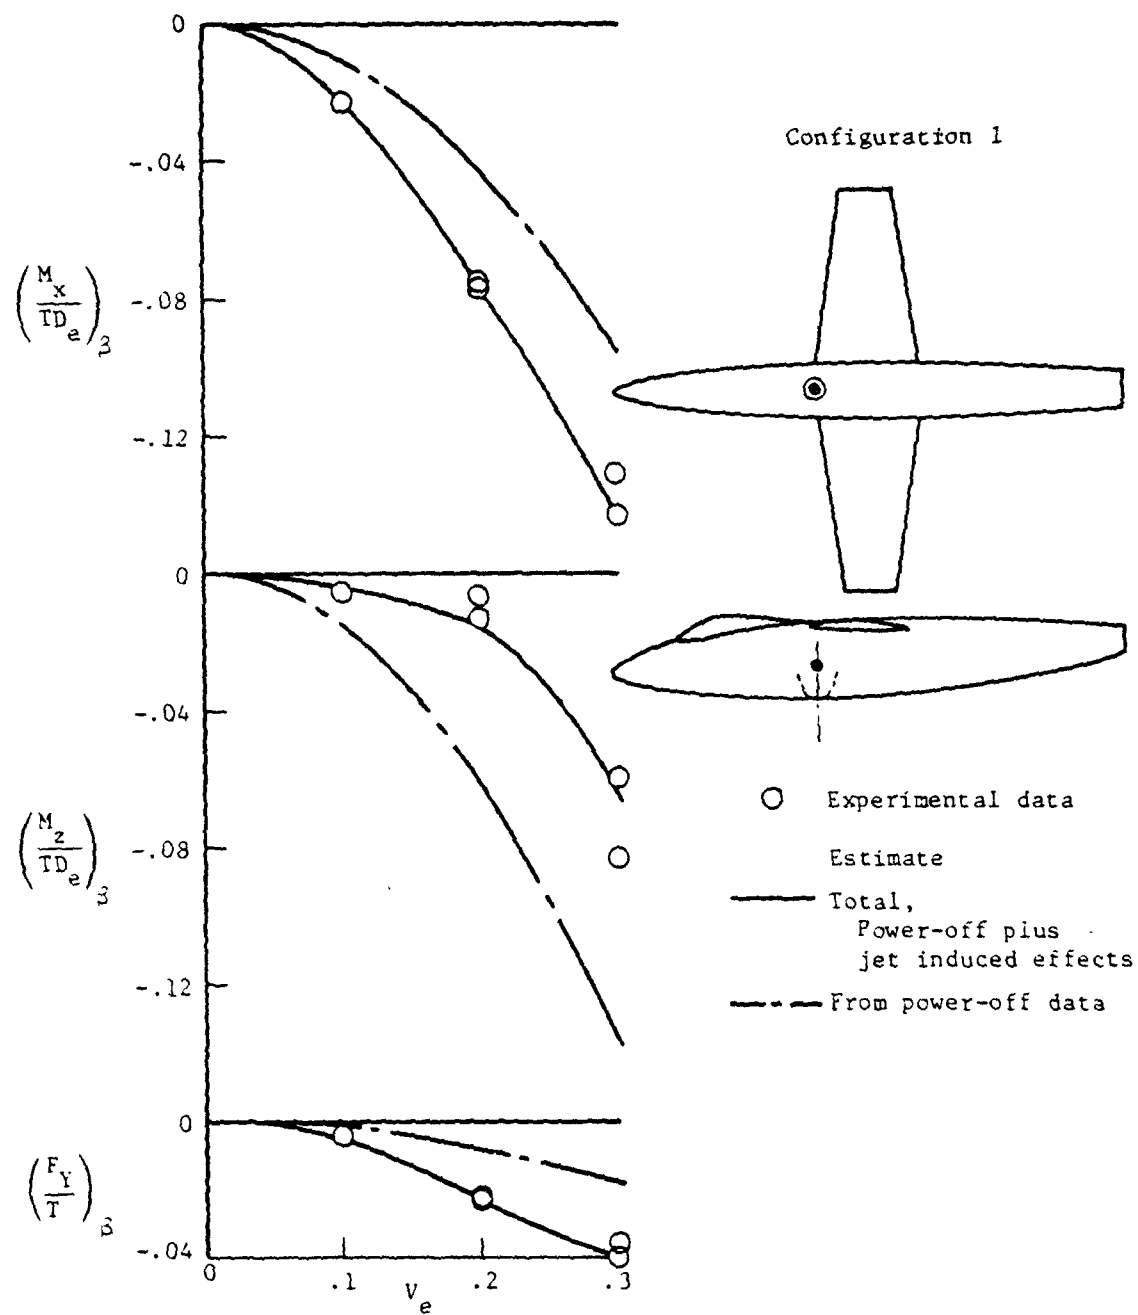 0
-.04
-.08
-.12
(M_x / TD_e)_β
Configuration 1
0
-.04
-.08
-.12
(M_z / TD_e)_β
Experimental data
Estimate
Total,
Power-off plus
jet induced effects
From power-off data
0
-.04
(F_Y / T)_β
0 .1 .2 .3
V_e